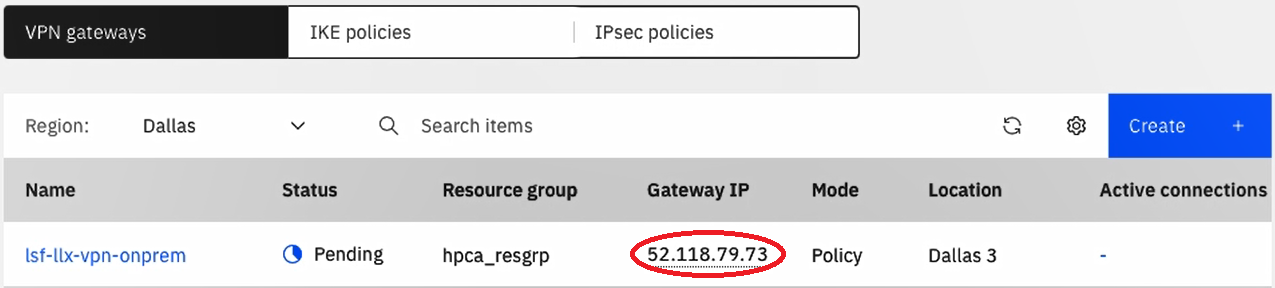 VPN gateways IKE policies IPsec policies
Region: Dallas Search items Create +
Name Status Resource group Gateway IP Mode Location Active connections
lsf-llx-vpn-onprem Pending hpca_resgrp 52.118.79.73 Policy Dallas 3 -